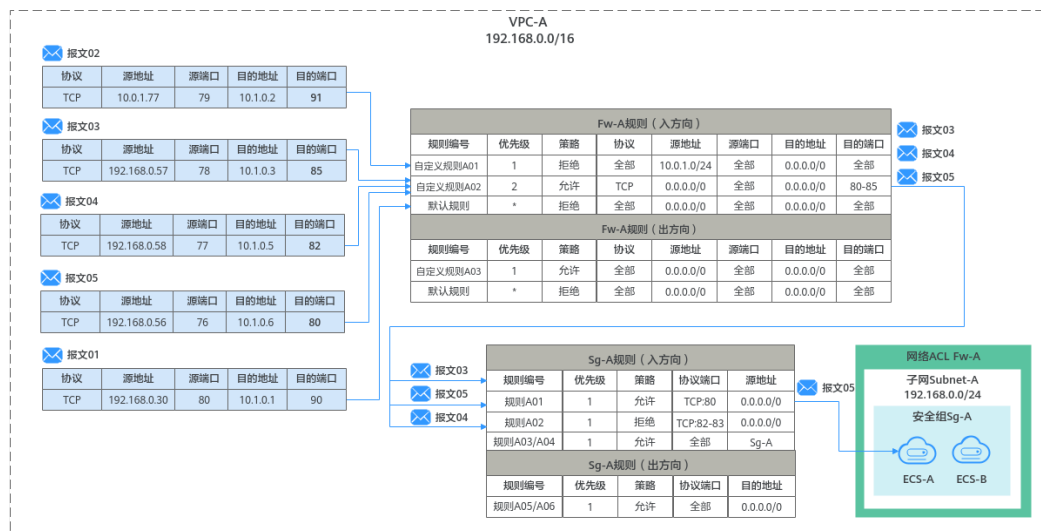 VPC-A
192.168.0.0/16
报文02
协议 源地址 源端口 目的地址 目的端口
TCP 10.0.1.77 79 10.1.0.2 91
报文03
协议 源地址 源端口 目的地址 目的端口
TCP 192.168.0.57 78 10.1.0.3 85
报文04
协议 源地址 源端口 目的地址 目的端口
TCP 192.168.0.58 77 10.1.0.5 82
报文05
协议 源地址 源端口 目的地址 目的端口
TCP 192.168.0.56 76 10.1.0.6 80
报文01
协议 源地址 源端口 目的地址 目的端口
TCP 192.168.0.30 80 10.1.0.1 90
Fw-A规则（入方向）
规则编号 优先级 策略 协议 源地址 源端口 目的地址 目的端口
自定义规则A01 1 拒绝 全部 10.0.1.0/24 全部 0.0.0.0/0 全部
自定义规则A02 2 允许 TCP 0.0.0.0/0 全部 0.0.0.0/0 80-85
默认规则 * 拒绝 全部 0.0.0.0/0 全部 0.0.0.0/0 全部
Fw-A规则（出方向）
规则编号 优先级 策略 协议 源地址 源端口 目的地址 目的端口
自定义规则A03 1 允许 全部 0.0.0.0/0 全部 0.0.0.0/0 全部
默认规则 * 拒绝 全部 0.0.0.0/0 全部 0.0.0.0/0 全部
报文03
报文04
报文05
报文03
报文05
报文04
Sg-A规则（入方向）
规则编号 优先级 策略 协议端口 源地址
规则A01 1 允许 TCP:80 0.0.0.0/0
规则A02 1 拒绝 TCP:82-83 0.0.0.0/0
规则A03/A04 1 允许 全部 Sg-A
Sg-A规则（出方向）
规则编号 优先级 策略 协议端口 目的地址
规则A05/A06 1 允许 全部 0.0.0.0/0
报文05
网络ACL Fw-A
子网Subnet-A
192.168.0.0/24
安全组Sg-A
ECS-A ECS-B